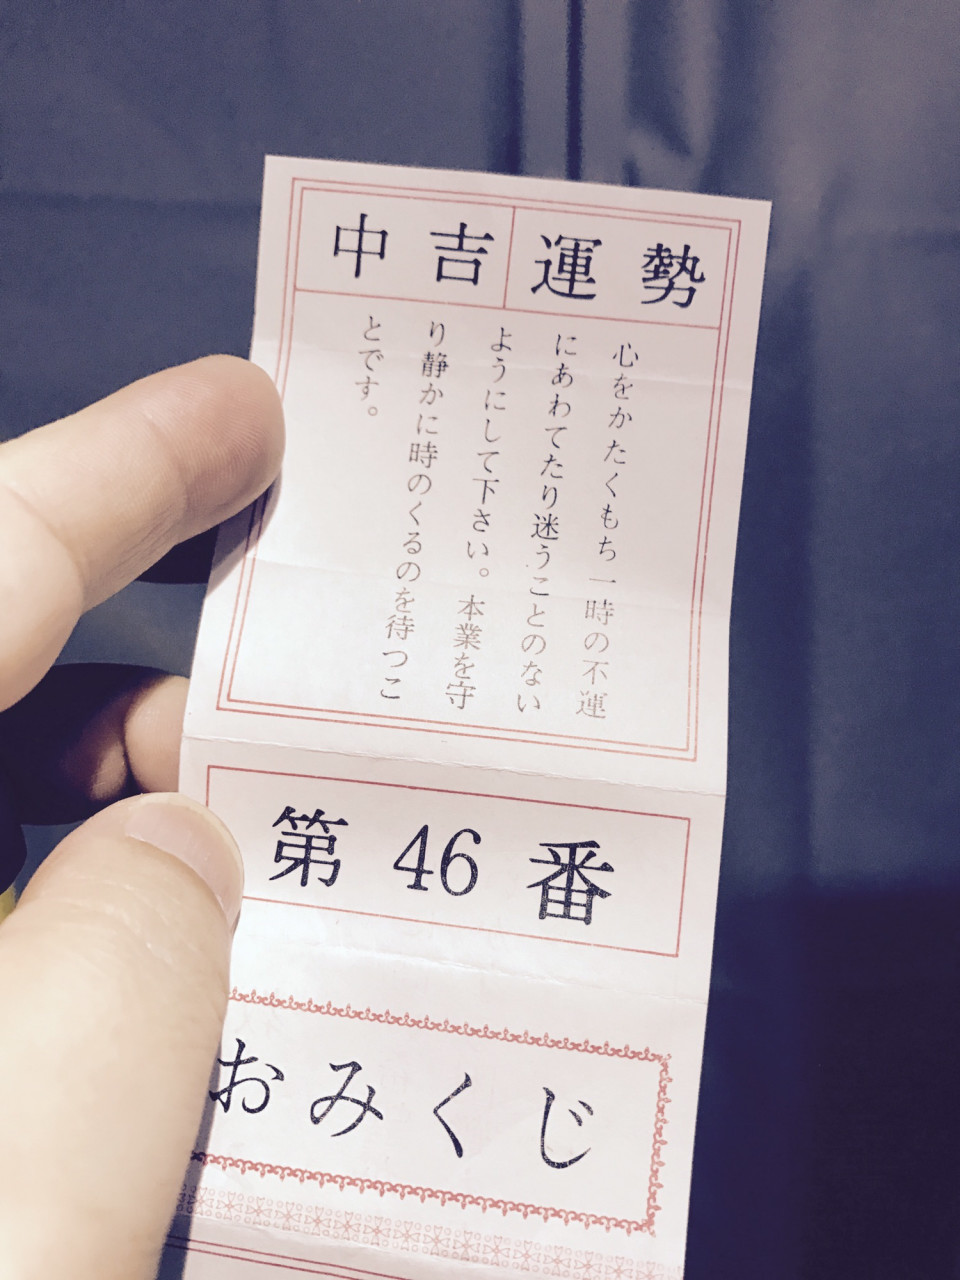 中吉 運勢
心をかたくもち一時の不運
にあわてたり迷うことのない
ようにして下さい。本業を守
り静かに時のくるのを待つこ
とです。
第46番
おみくじ